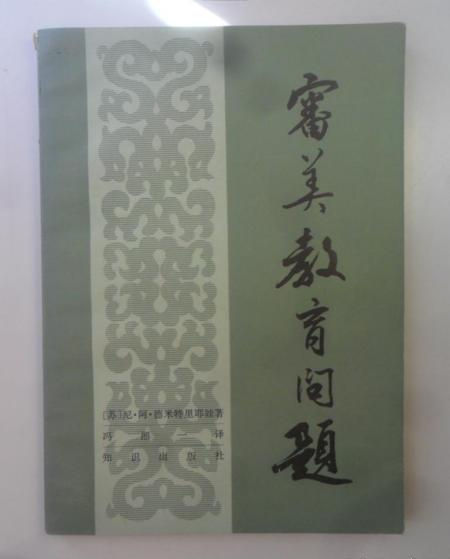 審美教育问題
[苏]尼·阿·德米特里耶娃著
冯湘一译
知识出版社